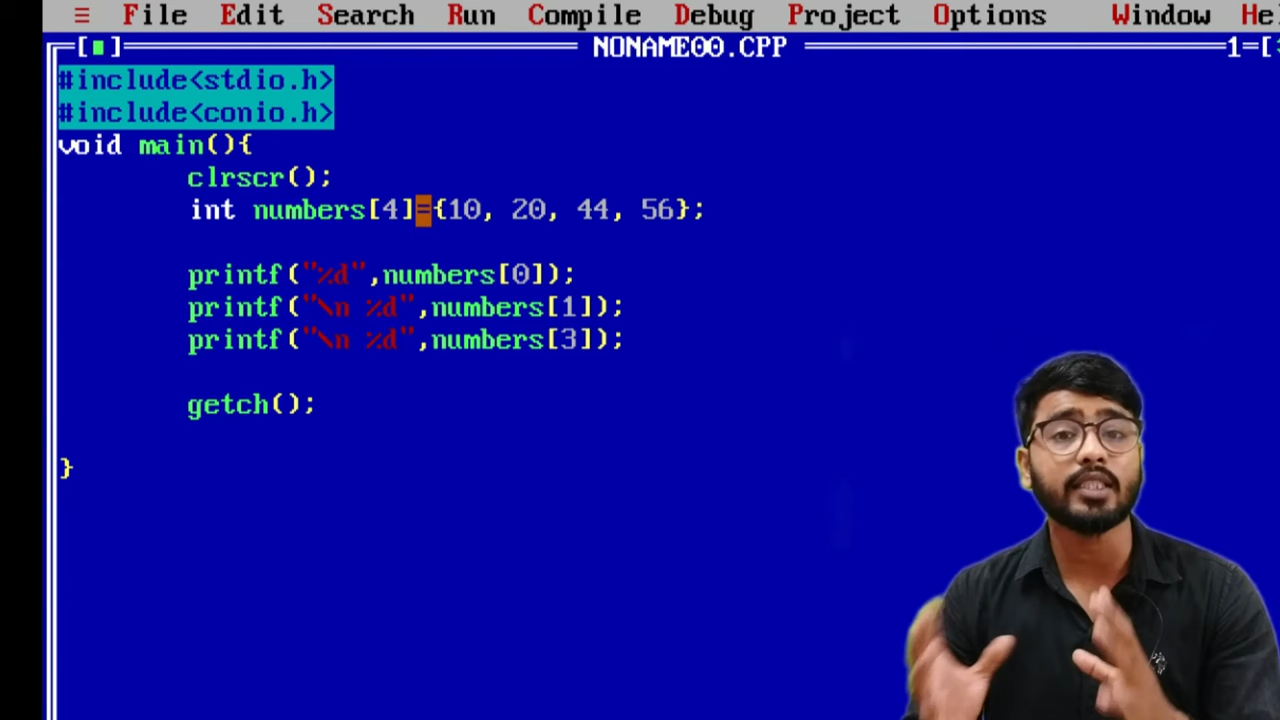 ≡ File Edit Search Run Compile Debug Project Options Window Hel
[■] NONAME00.CPP 1=[
#include<stdio.h>
#include<conio.h>
void main(){
clrscr();
int numbers[4]={10, 20, 44, 56};
printf("%d",numbers[0]);
printf("\n %d",numbers[1]);
printf("\n %d",numbers[3]);
getch();
}